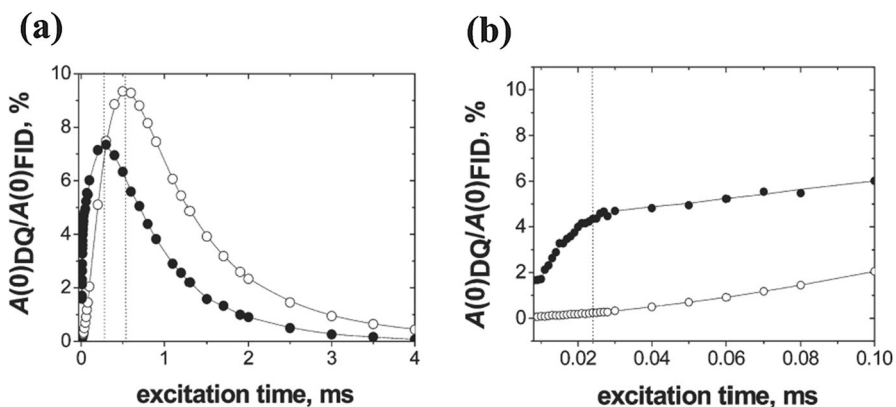 (a)
(b)
A(0)DQ/A(0)FID, %
10
8
6
4
2
0
0 1 2 3 4
excitation time, ms
A(0)DQ/A(0)FID, %
10
8
6
4
2
0
0.02 0.04 0.06 0.08 0.10
excitation time, ms